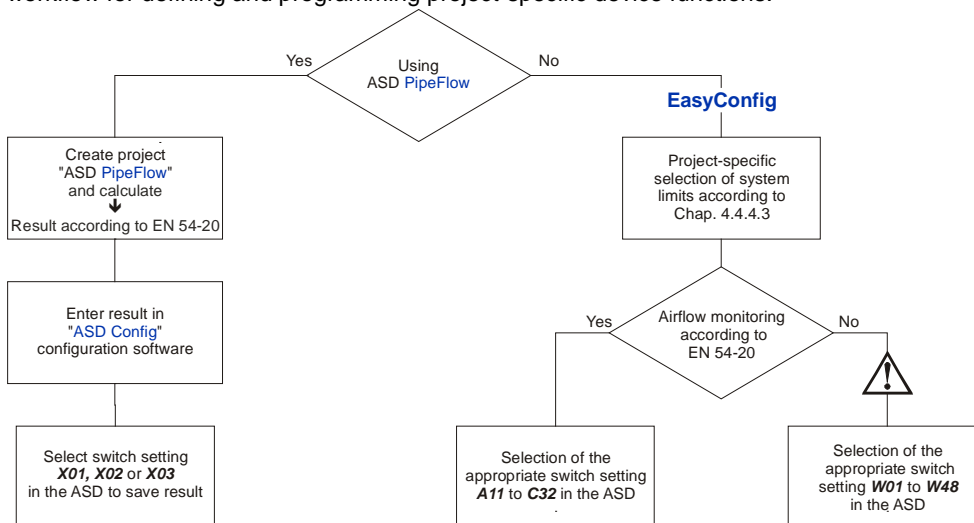 workflow for defining and programming project-specific device functions.
Yes
Using
ASD PipeFlow
No
EasyConfig
Create project
"ASD PipeFlow"
and calculate
Result according to EN 54-20
Project-specific
selection of system
limits according to
Chap. 4.4.4.3
Enter result in
"ASD Config"
configuration software
Yes
Airflow monitoring
according to
EN 54-20
No
Select switch setting
X01, X02 or X03
in the ASD to save result
Selection of the
appropriate switch setting
A11 to C32 in the ASD
Selection of the
appropriate switch
setting W01 to W48
in the ASD